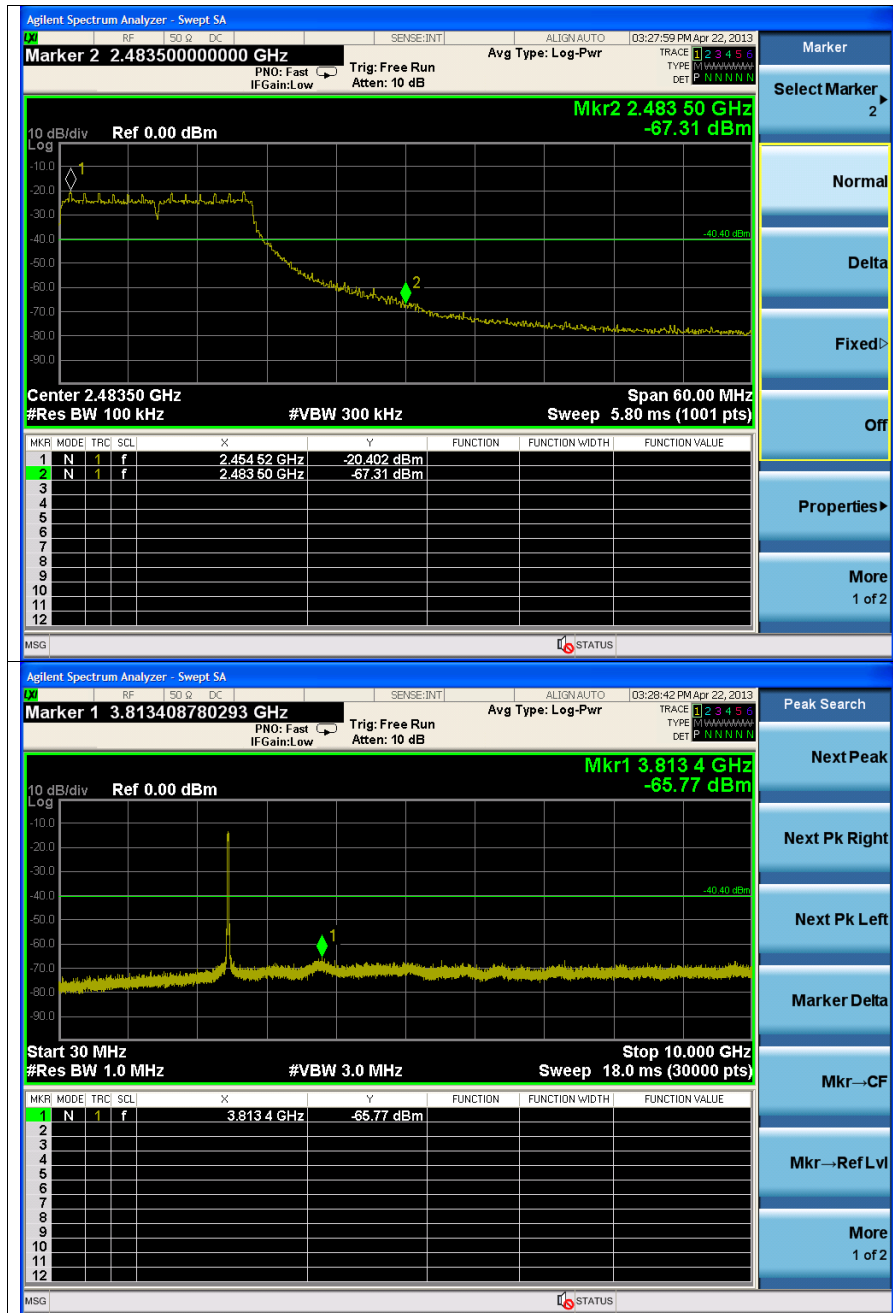 Agilent Spectrum Analyzer - Swept SA
LXI RF 50 Ω DC SENSE:INT ALIGN AUTO 03:27:59 PM Apr 22, 2013
Marker 2 2.483500000000 GHz
PNO: Fast
IFGain:Low
Trig: Free Run
Atten: 10 dB
Avg Type: Log-Pwr
TRACE 1 2 3 4 5 6
TYPE M WWWWW
DET P N N N N N
Mkr2 2.483 50 GHz
-67.31 dBm
10 dB/div Ref 0.00 dBm
Log
-10.0
-20.0
-30.0
-40.0
-50.0
-60.0
-70.0
-80.0
-90.0
1
-40.40 dBm
2
Center 2.48350 GHz Span 60.00 MHz
#Res BW 100 kHz #VBW 300 kHz Sweep 5.80 ms (1001 pts)
MKR MODE TRC SCL X Y FUNCTION FUNCTION WIDTH FUNCTION VALUE
1 N 1 f 2.454 52 GHz -20.402 dBm
2 N 1 f 2.483 50 GHz -67.31 dBm
3
4
5
6
7
8
9
10
11
12
MSG STATUS
Marker
Select Marker
2
Normal
Delta
Fixed
Off
Properties
More
1 of 2
Agilent Spectrum Analyzer - Swept SA
LXI RF 50 Ω DC SENSE:INT ALIGN AUTO 03:28:42 PM Apr 22, 2013
Marker 1 3.813408780293 GHz
PNO: Fast
IFGain:Low
Trig: Free Run
Atten: 10 dB
Avg Type: Log-Pwr
TRACE 1 2 3 4 5 6
TYPE M WWWWW
DET P N N N N N
Mkr1 3.813 4 GHz
-65.77 dBm
10 dB/div Ref 0.00 dBm
Log
-10.0
-20.0
-30.0
-40.0
-50.0
-60.0
-70.0
-80.0
-90.0
-40.40 dBm
1
Start 30 MHz Stop 10.000 GHz
#Res BW 1.0 MHz #VBW 3.0 MHz Sweep 18.0 ms (30000 pts)
MKR MODE TRC SCL X Y FUNCTION FUNCTION WIDTH FUNCTION VALUE
1 N 1 f 3.813 4 GHz -65.77 dBm
2
3
4
5
6
7
8
9
10
11
12
MSG STATUS
Peak Search
Next Peak
Next Pk Right
Next Pk Left
Marker Delta
Mkr→CF
Mkr→Ref Lvl
More
1 of 2